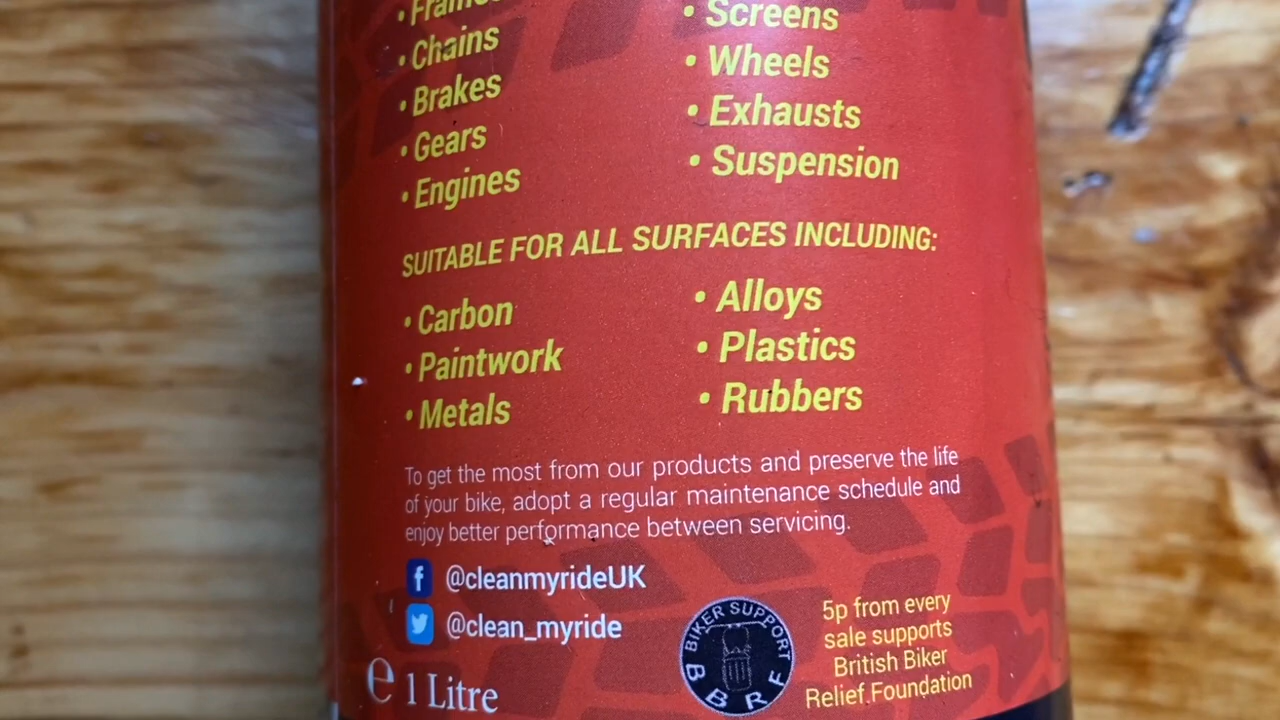 • Frames
• Chains
• Brakes
• Gears
• Engines
• Screens
• Wheels
• Exhausts
• Suspension
SUITABLE FOR ALL SURFACES INCLUDING:
• Carbon
• Paintwork
• Metals
• Alloys
• Plastics
• Rubbers
To get the most from our products and preserve the life
of your bike, adopt a regular maintenance schedule and
enjoy better performance between servicing.
f @cleanmyrideUK
@clean_myride
℮ 1 Litre
BIKER SUPPORT
BBRF
5p from every
sale supports
British Biker
Relief Foundation